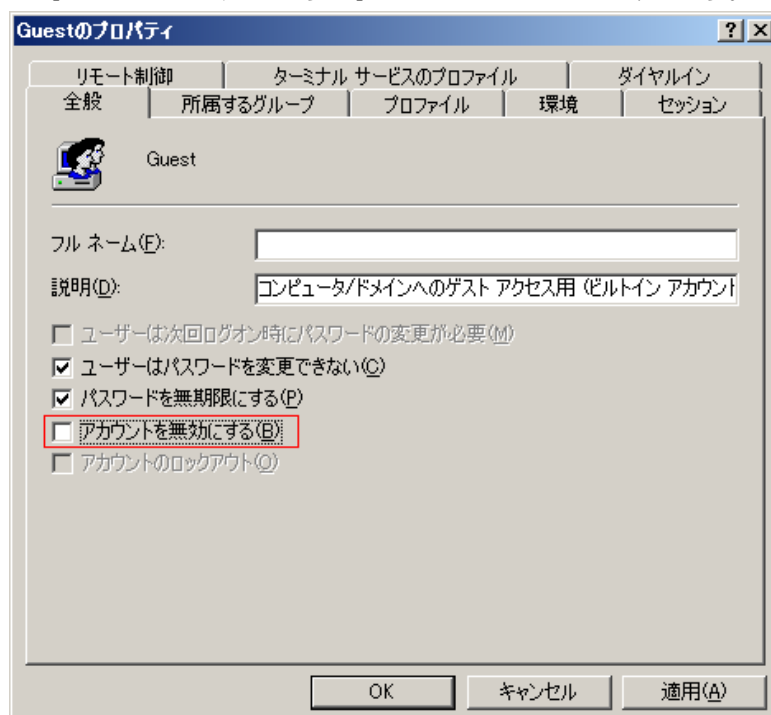 Guestのプロパティ
リモート制御 ターミナル サービスのプロファイル ダイヤルイン
全般 所属するグループ プロファイル 環境 セッション
Guest
フル ネーム(F):
説明(D): コンピュータ/ドメインへのゲスト アクセス用 (ビルトイン アカウント
ユーザーは次回ログオン時にパスワードの変更が必要(M)
ユーザーはパスワードを変更できない(C)
パスワードを無期限にする(P)
アカウントを無効にする(B)
アカウントのロックアウト(O)
OK キャンセル 適用(A)